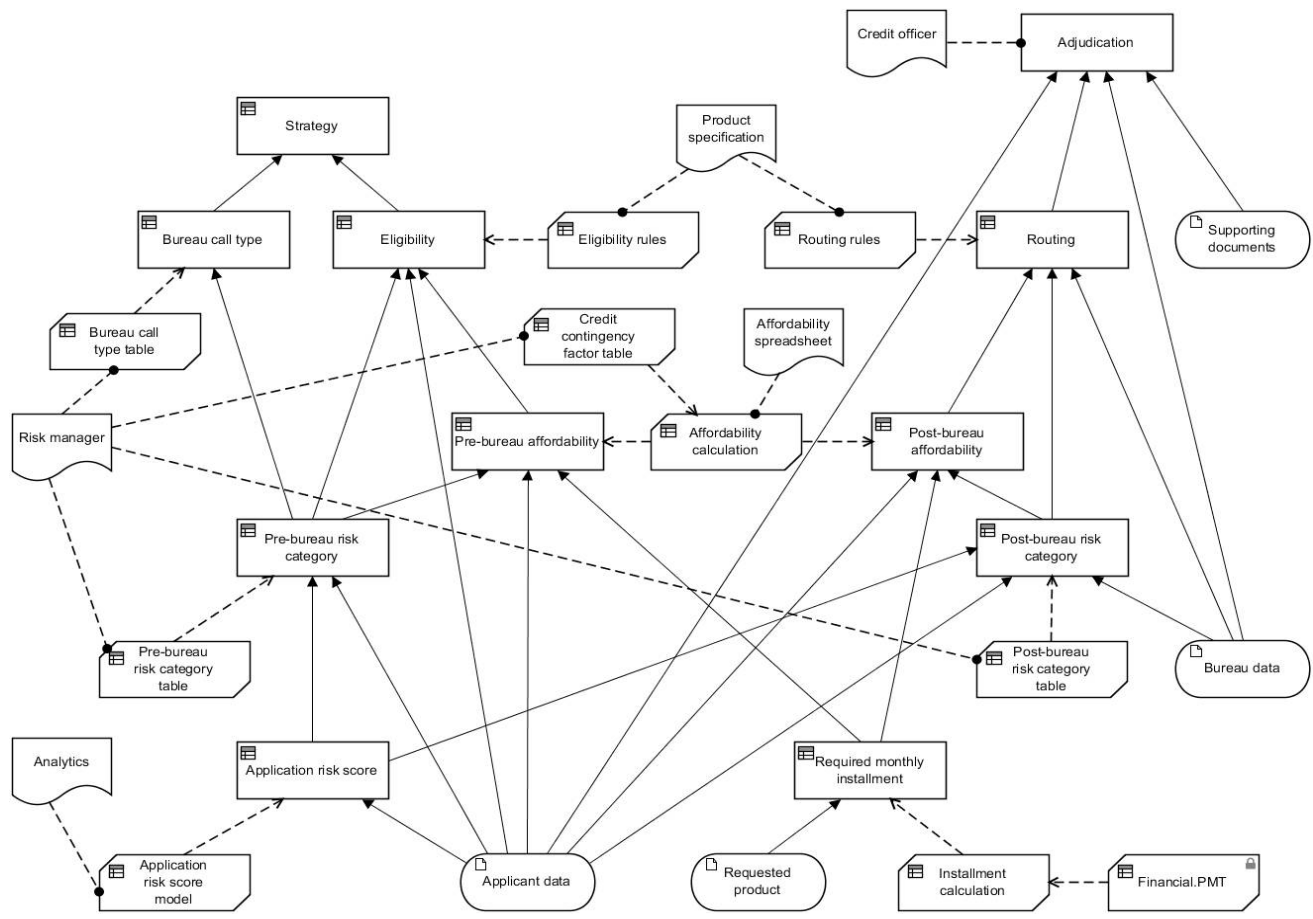 Credit officer
Adjudication
Strategy
Product
specification
Bureau call type
Eligibility
Eligibility rules
Routing rules
Routing
Supporting
documents
Bureau call
type table
Credit
contingency
factor table
Affordability
spreadsheet
Risk manager
Pre-bureau affordability
Affordability
calculation
Post-bureau
affordability
Pre-bureau risk
category
Post-bureau risk
category
Pre-bureau
risk category
table
Post-bureau
risk category
table
Bureau data
Analytics
Application risk score
Required monthly
installment
Application
risk score
model
Applicant data
Requested
product
Installment
calculation
Financial.PMT